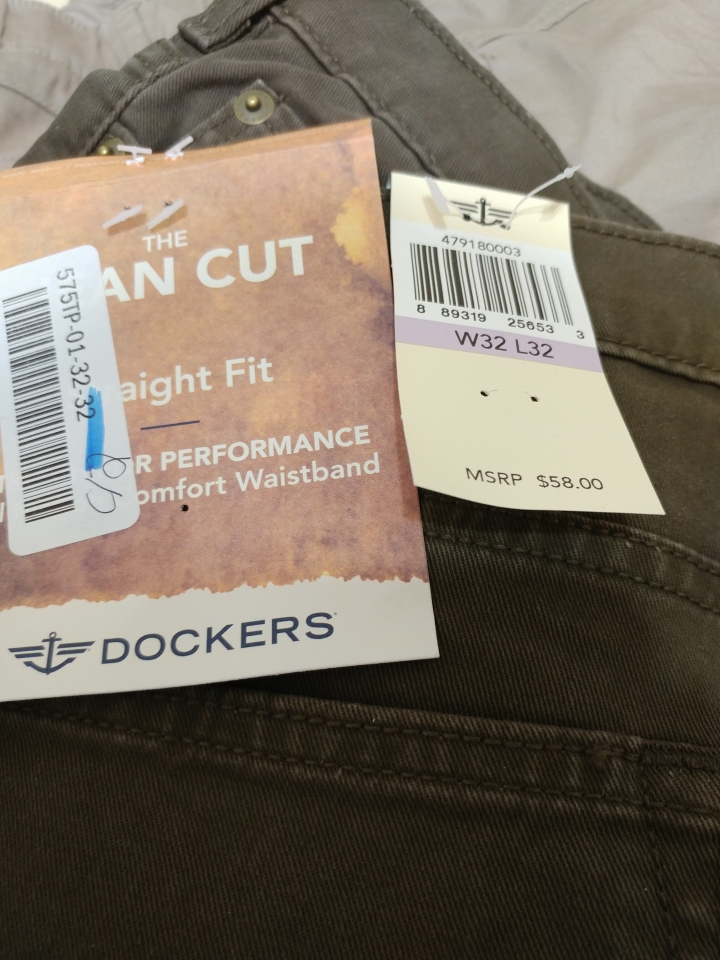 THE
AN CUT
aight Fit
R PERFORMANCE
omfort Waistband
DOCKERS
575TP-01-32-32
479180003
8 89319 25653 3
W32 L32
MSRP $58.00